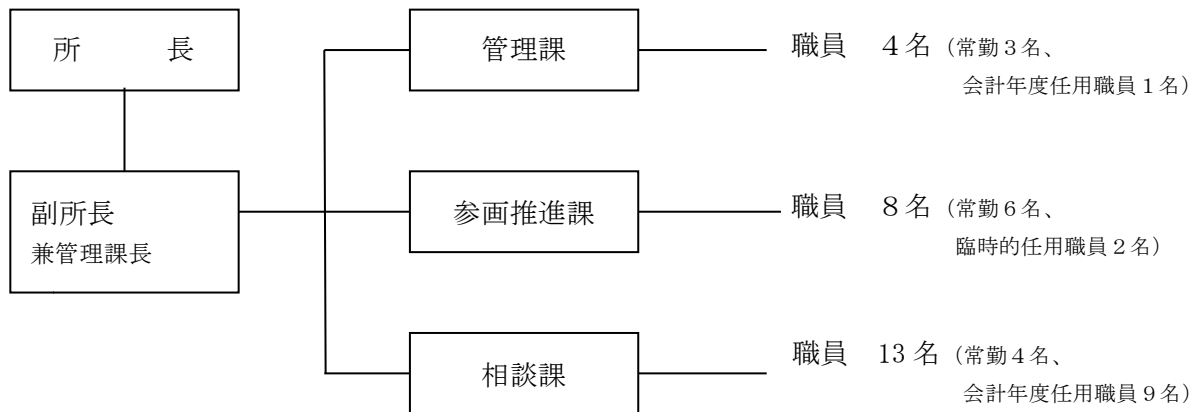 所　　　長
副所長
兼管理課長
管理課
職員　４名（常勤３名、
会計年度任用職員１名）
参画推進課
職員　８名（常勤６名、
臨時的任用職員２名）
相談課
職員　13 名（常勤４名、
会計年度任用職員９名）